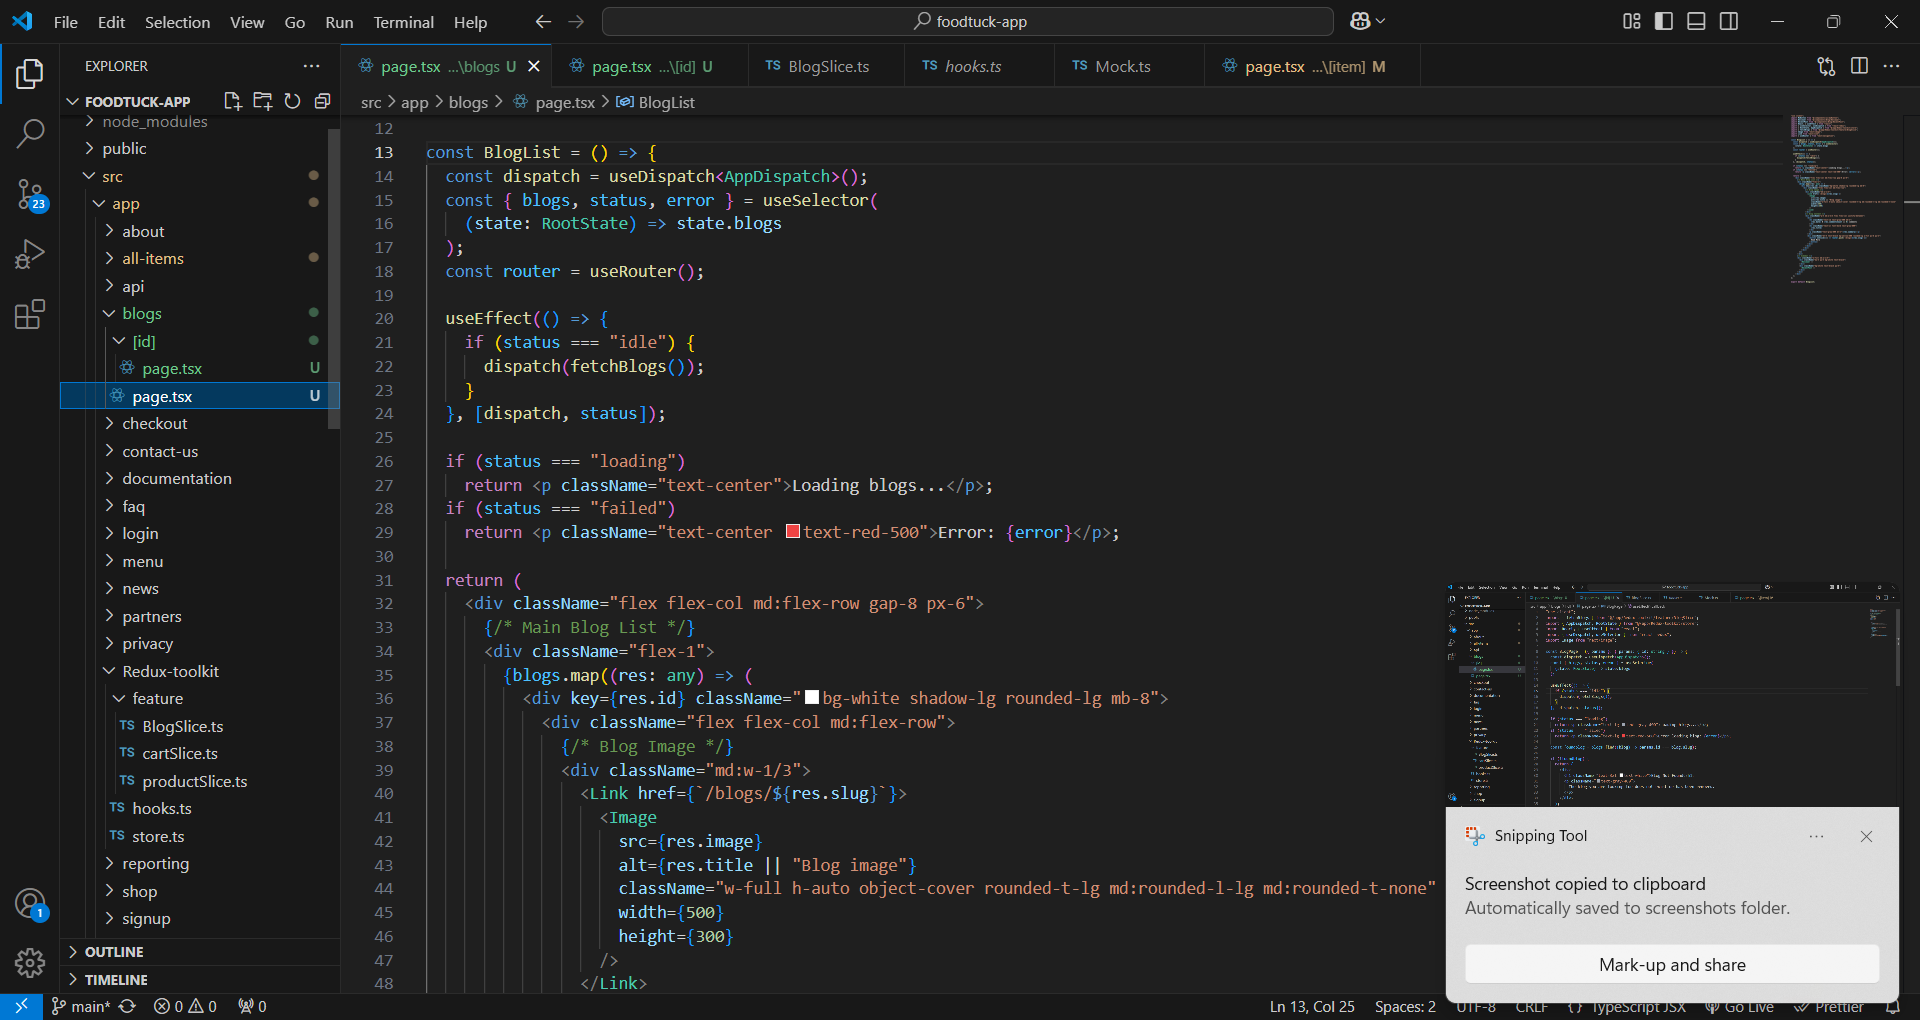 File Edit Selection View Go Run Terminal Help
foodtuck-app
EXPLORER
FOODTUCK-APP
node_modules
public
src
app
about
all-items
api
blogs
[id]
page.tsx U
page.tsx U
checkout
contact-us
documentation
faq
login
menu
news
partners
privacy
Redux-toolkit
feature
TS BlogSlice.ts
TS cartSlice.ts
TS productSlice.ts
TS hooks.ts
TS store.ts
reporting
shop
signup
OUTLINE
TIMELINE
23
1
page.tsx ...\blogs U
page.tsx ...\[id] U
TS BlogSlice.ts
TS hooks.ts
TS Mock.ts
page.tsx ...\[item] M
src > app > blogs > page.tsx > BlogList
12
13 const BlogList = () => {
14 const dispatch = useDispatch<AppDispatch>();
15 const { blogs, status, error } = useSelector(
16 (state: RootState) => state.blogs
17 );
18 const router = useRouter();
19
20 useEffect(() => {
21 if (status === "idle") {
22 dispatch(fetchBlogs());
23 }
24 }, [dispatch, status]);
25
26 if (status === "loading")
27 return <p className="text-center">Loading blogs...</p>;
28 if (status === "failed")
29 return <p className="text-center text-red-500">Error: {error}</p>;
30
31 return (
32 <div className="flex flex-col md:flex-row gap-8 px-6">
33 {/* Main Blog List */}
34 <div className="flex-1">
35 {blogs.map((res: any) => (
36 <div key={res.id} className="bg-white shadow-lg rounded-lg mb-8">
37 <div className="flex flex-col md:flex-row">
38 {/* Blog Image */}
39 <div className="md:w-1/3">
40 <Link href={`/blogs/${res.slug}`}>
41 <Image
42 src={res.image}
43 alt={res.title || "Blog image"}
44 className="w-full h-auto object-cover rounded-t-lg md:rounded-l-lg md:rounded-t-none"
45 width={500}
46 height={300}
47 />
48 </Link>
Snipping Tool
Screenshot copied to clipboard
Automatically saved to screenshots folder.
Mark-up and share
main* 0 0 0
Ln 13, Col 25 Spaces: 2 UTF-8 CRLF {} TypeScript JSX Go Live Prettier